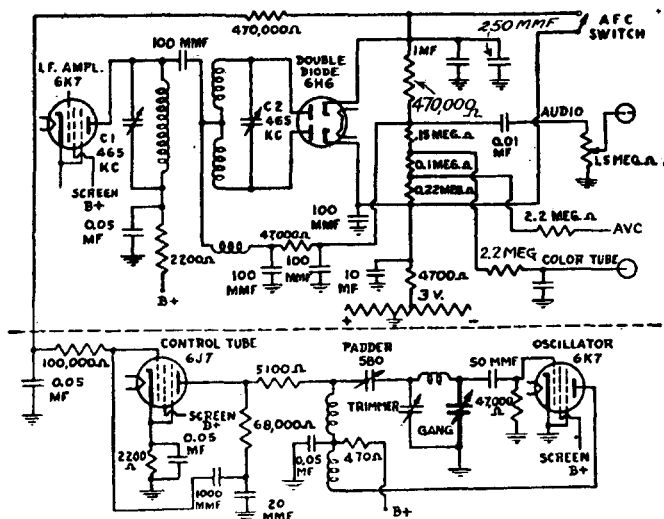 250 MMF
AFC
SWITCH
470,000Ω
100 MMF
DOUBLE
DIODE
6H6
1MF
I.F. AMPL.
6K7
470,000
Ω
AUDIO
C1
465
KC
C2
465
KC
.15 MEG.Ω
0.01
MF
0.1 MEG.Ω
1.5 MEG.Ω
SCREEN
B+
0.22 MEG.Ω
0.05
MF
100
MMF
2.2 MEG.Ω
AVC
47000Ω
2.2 MEG
COLOR TUBE
2200Ω
100
MMF
100
MMF
10
MF
4700Ω
B+
3 V.
+
-
CONTROL TUBE
6J7
PADDER
580
OSCILLATOR
6K7
100,000Ω
5100Ω
50 MMF
0.05
MF
SCREEN
B+
TRIMMER
47,000
Ω
68,000Ω
GANG
0.05
MF
2200
Ω
0.05
MF
470Ω
SCREEN
B+
1000
MMF
20
MMF
B+